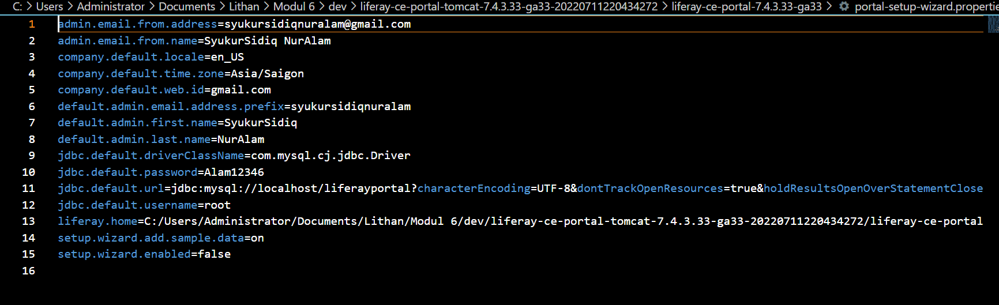 C: > Users > Administrator > Documents > Lithan > Modul 6 > dev > liferay-ce-portal-tomcat-7.4.3.33-ga33-20220711220434272 > liferay-ce-portal-7.4.3.33-ga33 > portal-setup-wizard.propertie
1 admin.email.from.address=syukursidiqnuralam@gmail.com
2 admin.email.from.name=SyukurSidiq NurAlam
3 company.default.locale=en_US
4 company.default.time.zone=Asia/Saigon
5 company.default.web.id=gmail.com
6 default.admin.email.address.prefix=syukursidiqnuralam
7 default.admin.first.name=SyukurSidiq
8 default.admin.last.name=NurAlam
9 jdbc.default.driverClassName=com.mysql.cj.jdbc.Driver
10 jdbc.default.password=Alam12346
11 jdbc.default.url=jdbc:mysql://localhost/liferayportal?characterEncoding=UTF-8&dontTrackOpenResources=true&holdResultsOpenOverStatementClose
12 jdbc.default.username=root
13 liferay.home=C:/Users/Administrator/Documents/Lithan/Modul 6/dev/liferay-ce-portal-tomcat-7.4.3.33-ga33-20220711220434272/liferay-ce-portal
14 setup.wizard.add.sample.data=on
15 setup.wizard.enabled=false
16